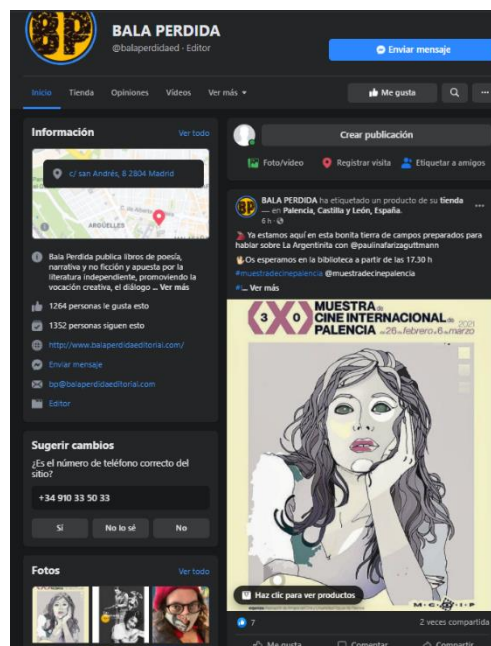 BP
BALA PERDIDA
@balaperdidaed · Editor
Enviar mensaje
Inicio
Tienda
Opiniones
Vídeos
Ver más
Me gusta
Información
Ver todo
c/ san Andrés, 8 2804 Madrid
ARGÜELLES
Bala Perdida publica libros de poesía,
narrativa y no ficción y apuesta por la
literatura independiente, promoviendo la
vocación creativa, el diálogo ... Ver más
1264 personas le gusta esto
1352 personas siguen esto
http://www.balaperdidaeditorial.com/
Enviar mensaje
bp@balaperdidaeditorial.com
Editor
Sugerir cambios
¿Es el número de teléfono correcto del
sitio?
+34 910 33 50 33
Sí
No lo sé
No
Fotos
Ver todo
Crear publicación
Foto/vídeo
Registrar visita
Etiquetar a amigos
BP
BALA PERDIDA ha etiquetado un producto de su tienda
— en Palencia, Castilla y León, España.
6 h ·
Ya estamos aquí en esta bonita tierra de campos preparados para
hablar sobre La Argentinita con @paulinafarizaguttmann
Os esperamos en la biblioteca a partir de las 17.30 h
#muestradecinepalencia @muestradecinepalencia
#l... Ver más
3 X 0
MUESTRA de
CINE INTERNACIONAL de
PALENCIA 2021
26 febrero · 6 marzo
Haz clic para ver productos
M·C·I·P
7
2 veces compartida
Me gusta
Comentar
Compartir